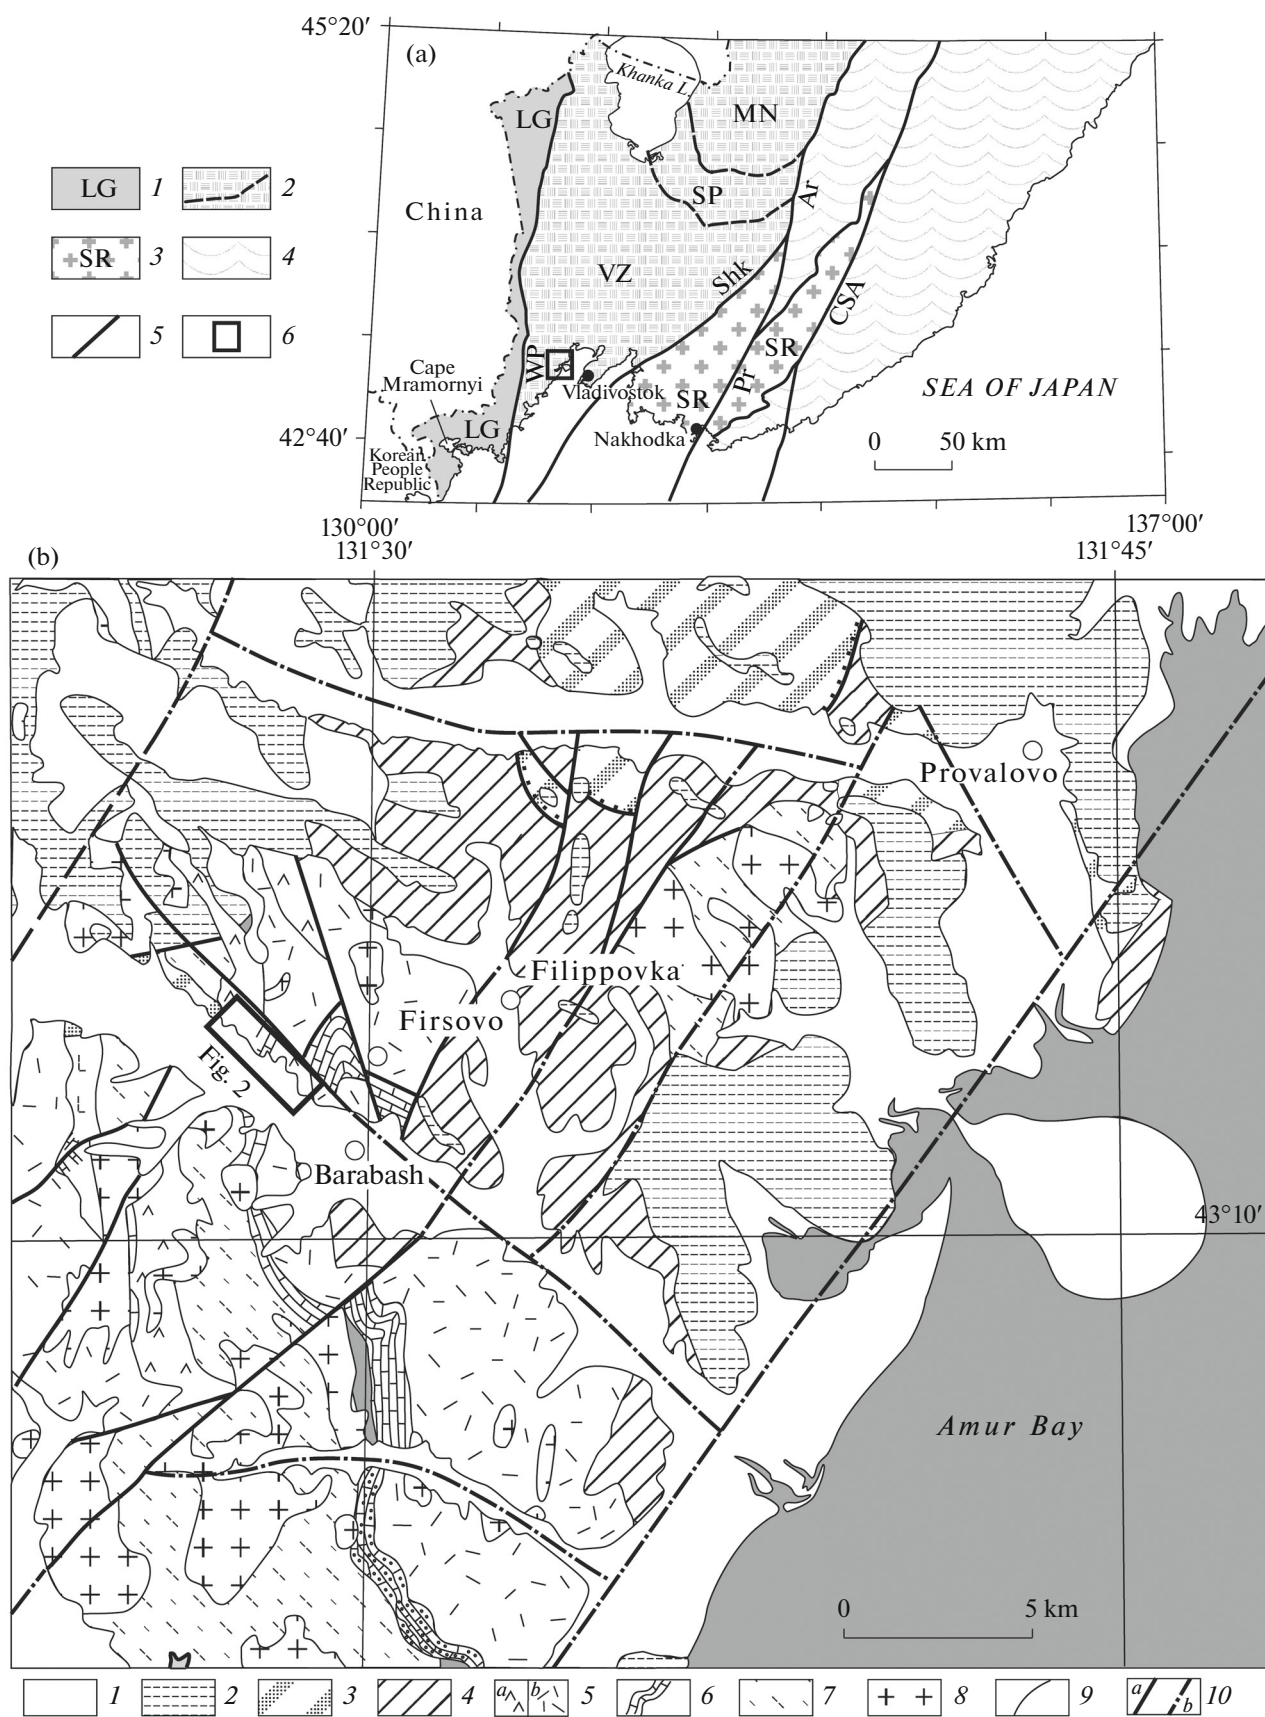 45°20′
(a)
Khanka L.
LG
MN
LG 1
2
SP
Ar
China
SR 3
4
VZ
Shk
CSA
5
6
WP
SR
Cape
Mramornyi
Vladivostok
Pr
SEA OF JAPAN
SR
LG
Nakhodka
42°40′
0 50 km
Korean
People
Republic
130°00′
137°00′
(b)
131°30′
131°45′
Provalovo
Filippovka
Firsovo
Fig. 2
Barabash
43°10′
Amur Bay
0 5 km
1
2
3
4
a b 5
6
7
8
9
a b 10